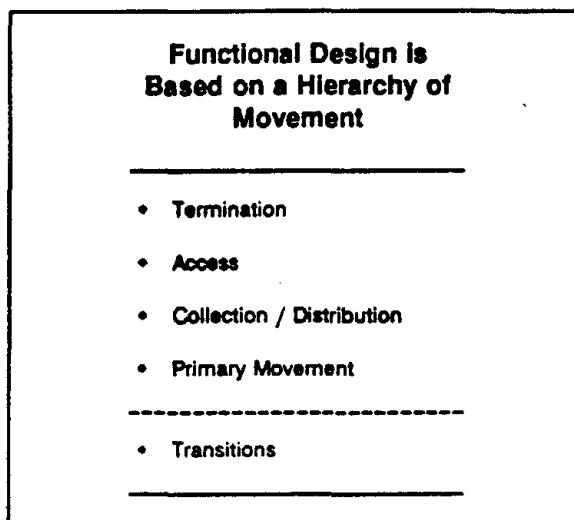 Functional Design is
Based on a Hierarchy of
Movement
• Termination
• Access
• Collection / Distribution
• Primary Movement
• Transitions